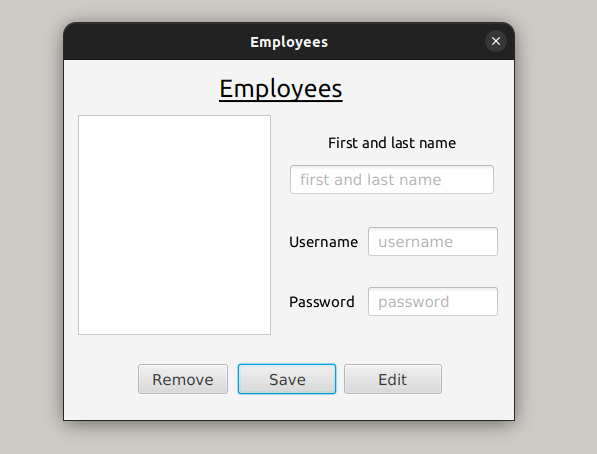 Employees
Employees
First and last name
first and last name
Username username
Password password
Remove Save Edit